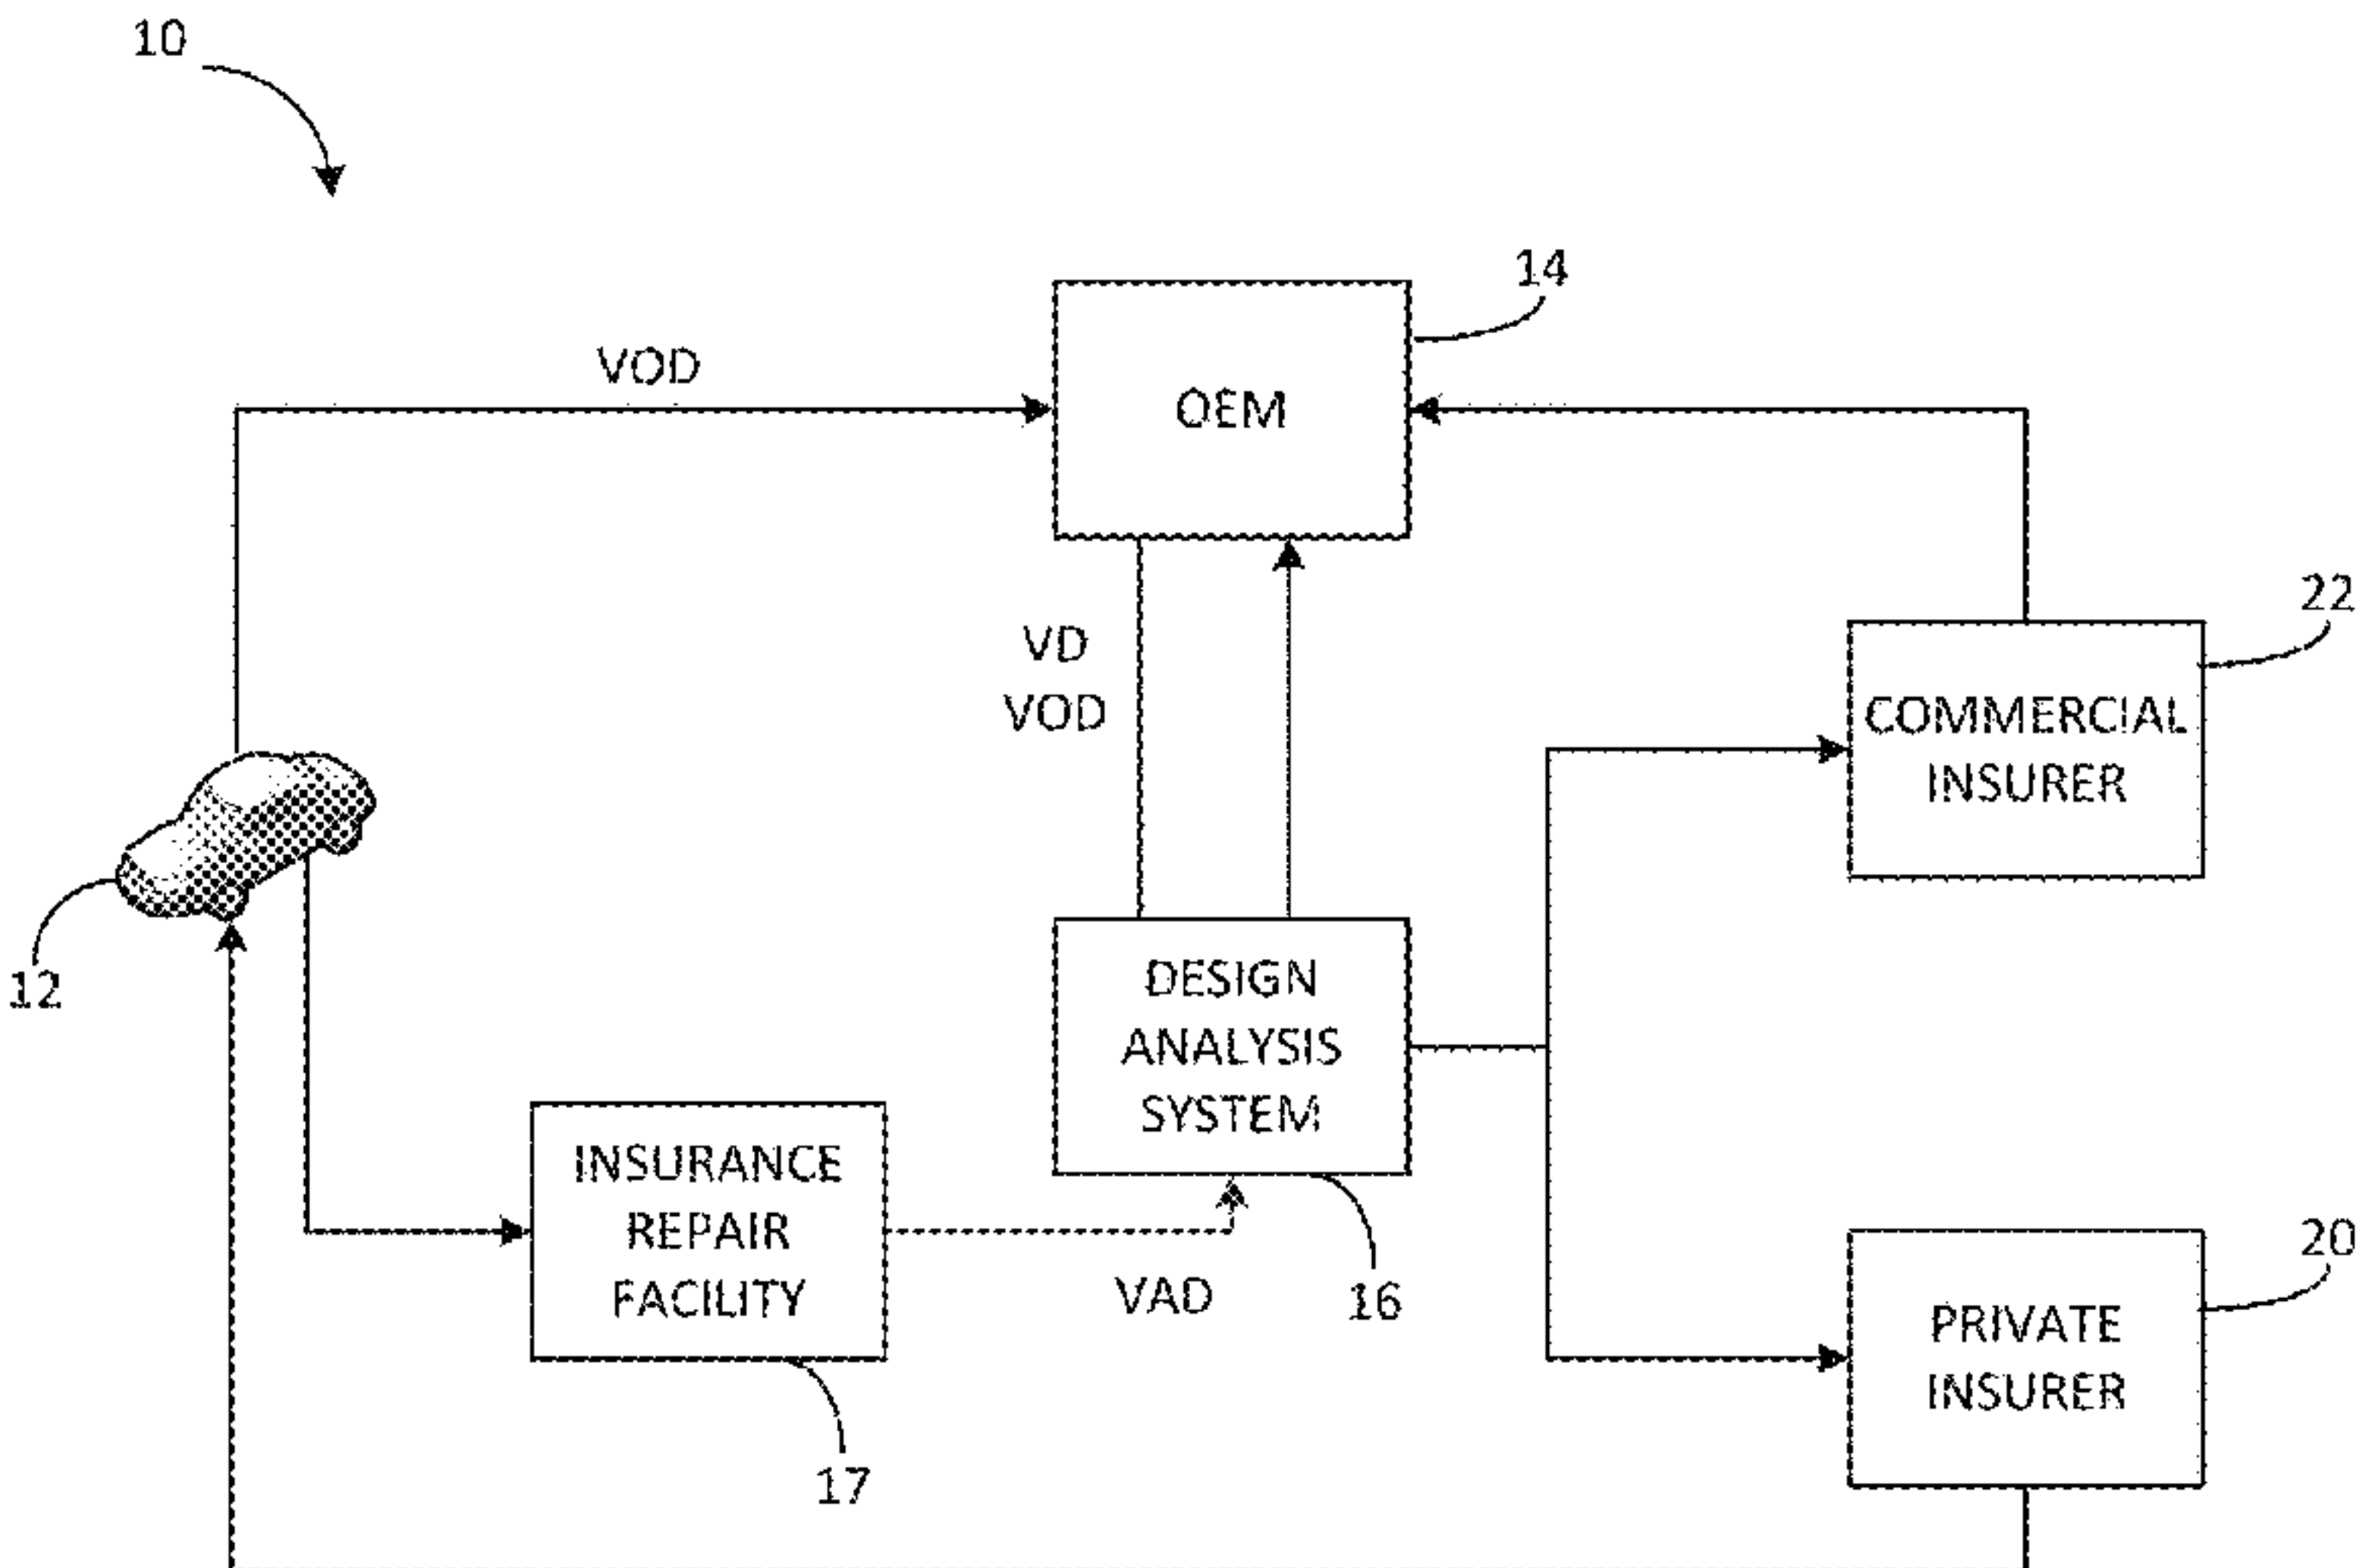 10
14
VOD
OEM
22
VD
VOD
COMMERCIAL
INSURER
12
DESIGN
ANALYSIS
SYSTEM
INSURANCE
REPAIR
FACILITY
VAD
16
20
PRIVATE
INSURER
17